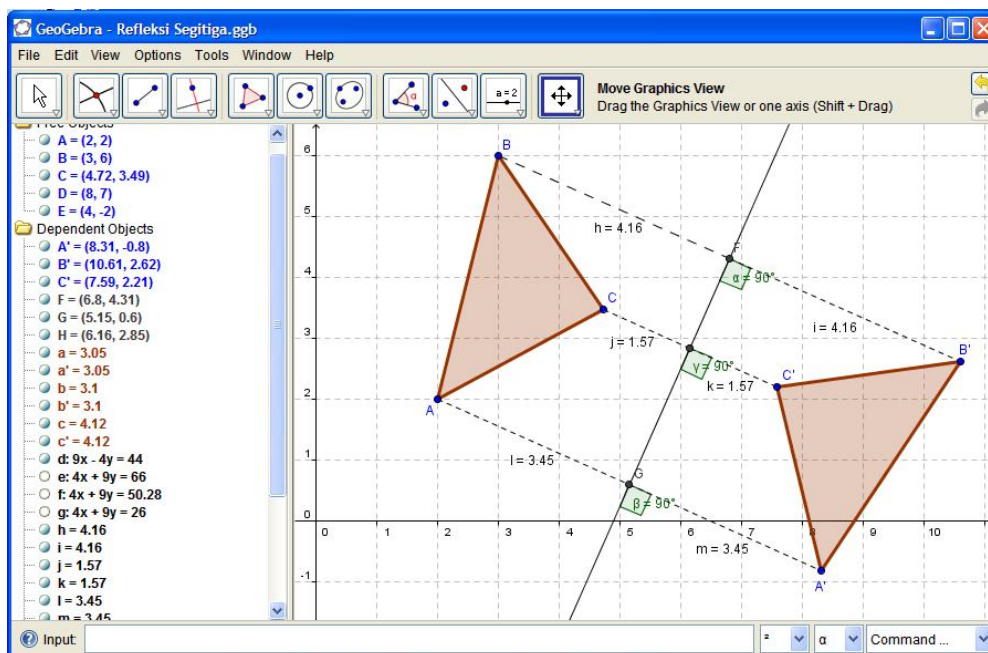 GeoGebra - Refleksi Segitiga.ggb
File Edit View Options Tools Window Help
a=2
Move Graphics View
Drag the Graphics View or one axis (Shift + Drag)
Free Objects
A = (2, 2)
B = (3, 6)
C = (4.72, 3.49)
D = (8, 7)
E = (4, -2)
Dependent Objects
A' = (8.31, -0.8)
B' = (10.61, 2.62)
C' = (7.59, 2.21)
F = (6.8, 4.31)
G = (5.15, 0.6)
H = (6.16, 2.85)
a = 3.05
a' = 3.05
b = 3.1
b' = 3.1
c = 4.12
c' = 4.12
d: 9x - 4y = 44
e: 4x + 9y = 66
f: 4x + 9y = 50.28
g: 4x + 9y = 26
h = 4.16
i = 4.16
j = 1.57
k = 1.57
l = 3.45
m = 3.45
6
5
4
3
2
1
0
-1
0 1 2 3 4 5 6 7 8 9 10
B
h = 4.16
F
α = 90°
C
i = 4.16
j = 1.57
B'
γ = 90°
C'
k = 1.57
A
l = 3.45
G
β = 90°
m = 3.45
A'
Input:
²
α
Command ...